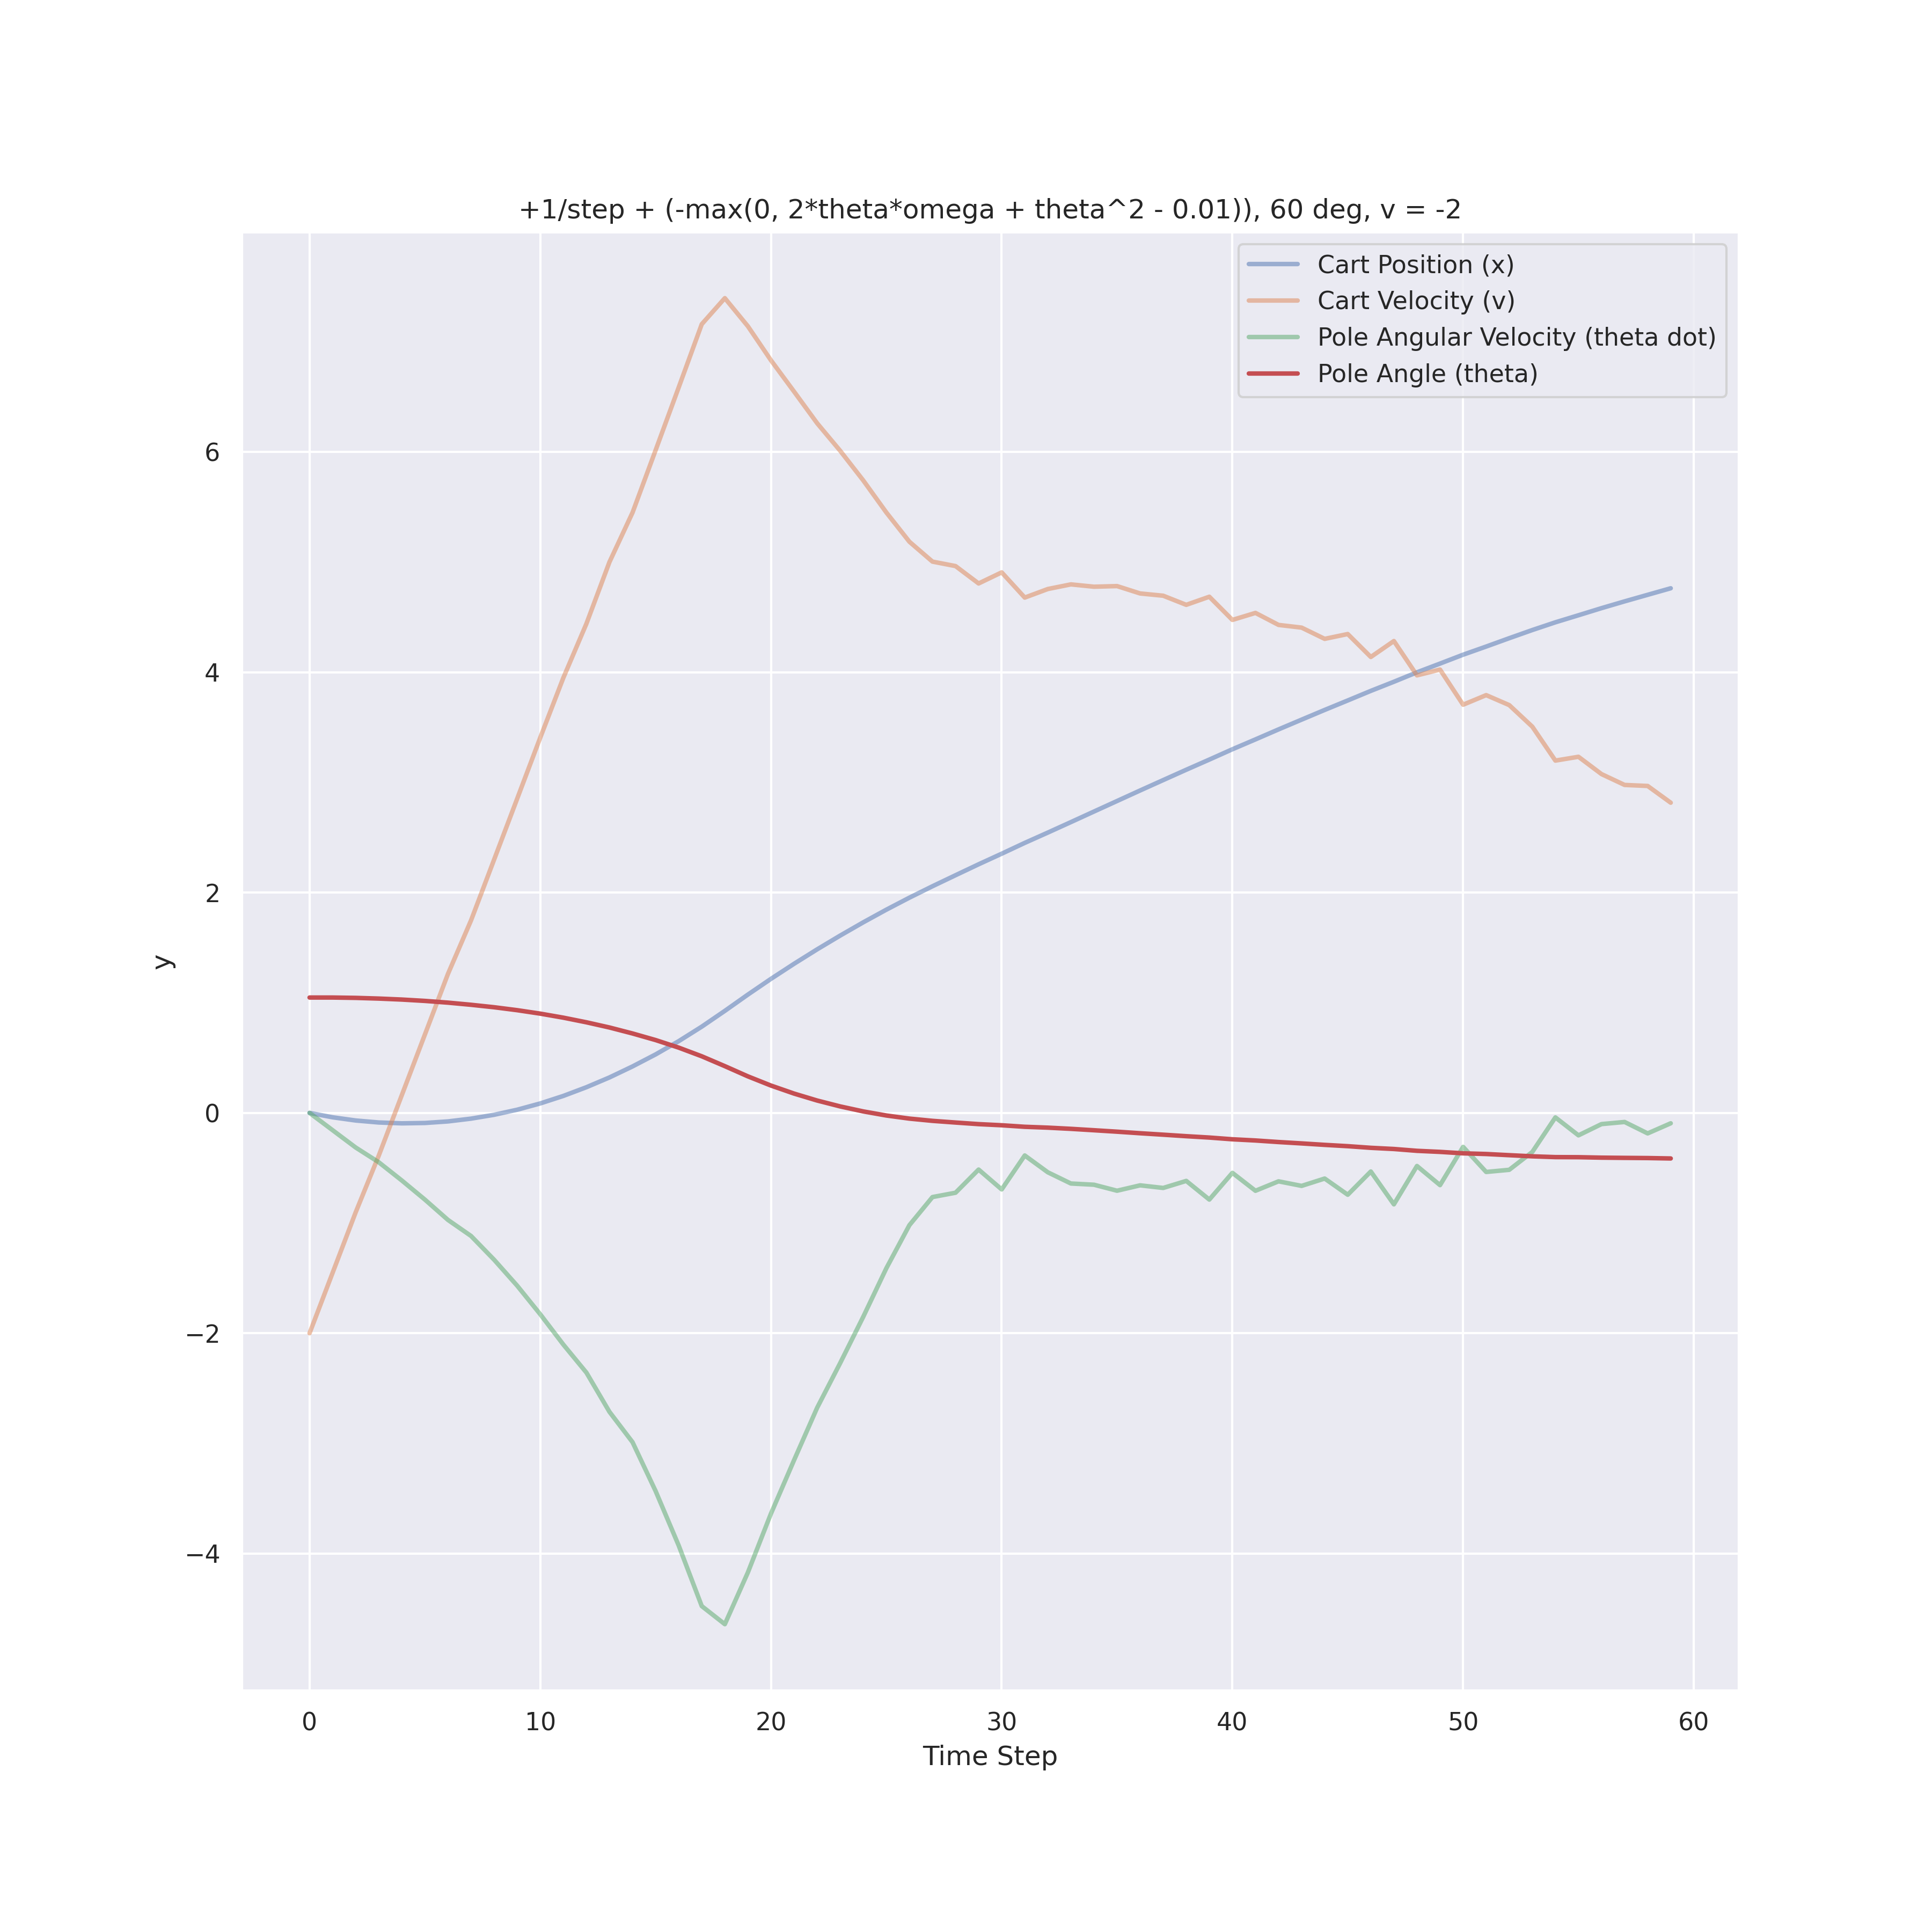 +1/step + (-max(0, 2*theta*omega + theta^2 - 0.01)), 60 deg, v = -2
Cart Position (x)
Cart Velocity (v)
Pole Angular Velocity (theta dot)
Pole Angle (theta)
6
4
2
0
−2
−4
y
0 10 20 30 40 50 60
Time Step